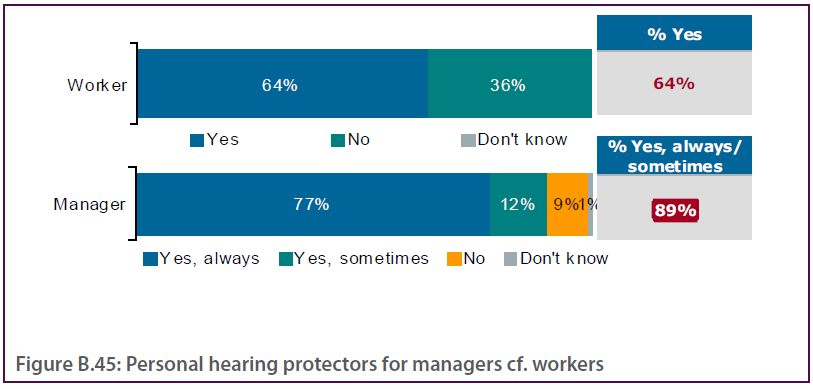 % Yes
Worker 64% 36% 64%
Yes No Don't know
% Yes, always/
sometimes
Manager 77% 12% 9% 1% 89%
Yes, always Yes, sometimes No Don't know
Figure B.45: Personal hearing protectors for managers cf. workers